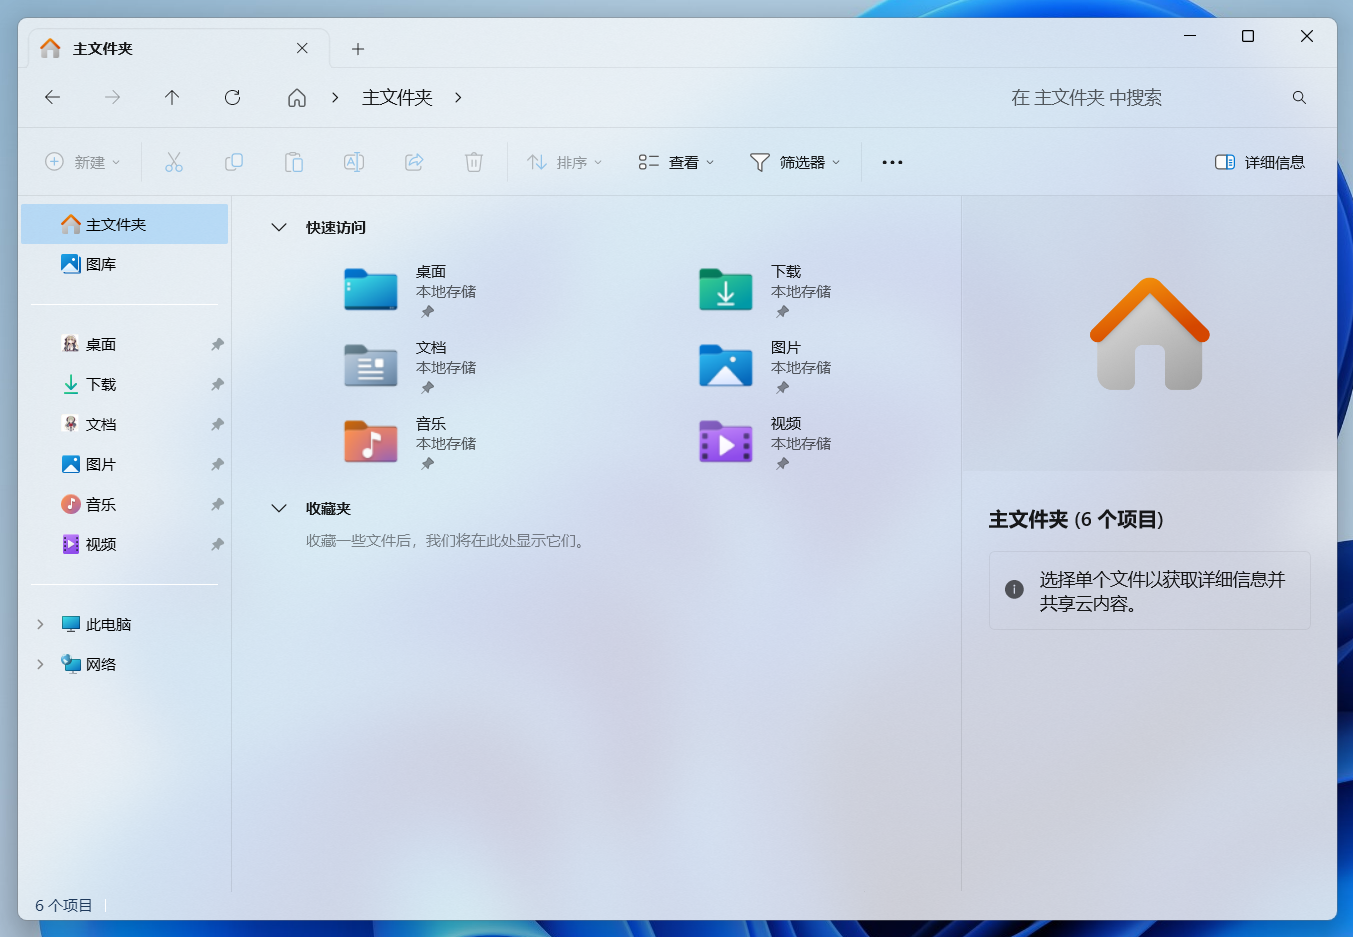 主文件夹
主文件夹
在 主文件夹 中搜索
新建
排序
查看
筛选器
详细信息
主文件夹
图库
桌面
下载
文档
图片
音乐
视频
此电脑
网络
快速访问
桌面
本地存储
下载
本地存储
文档
本地存储
图片
本地存储
音乐
本地存储
视频
本地存储
收藏夹
收藏一些文件后，我们将在此处显示它们。
主文件夹 (6 个项目)
选择单个文件以获取详细信息并
共享云内容。
6 个项目